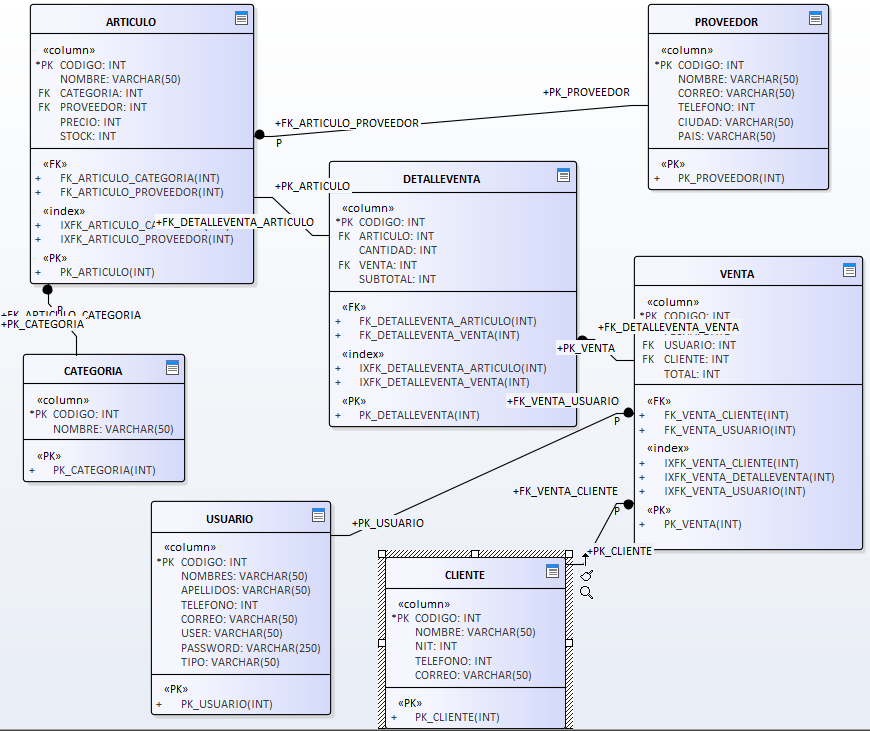 ARTICULO
«column»
*PK CODIGO: INT
NOMBRE: VARCHAR(50)
FK CATEGORIA: INT
FK PROVEEDOR: INT
PRECIO: INT
STOCK: INT
«FK»
+ FK_ARTICULO_CATEGORIA(INT)
+ FK_ARTICULO_PROVEEDOR(INT)
«index»
+ IXFK_ARTICULO_CA
+ IXFK_ARTICULO_PROVEEDOR(INT)
«PK»
+ PK_ARTICULO(INT)
+FK_ARTICULO_PROVEEDOR
P
+PK_PROVEEDOR
PROVEEDOR
«column»
*PK CODIGO: INT
NOMBRE: VARCHAR(50)
CORREO: VARCHAR(50)
TELEFONO: INT
CIUDAD: VARCHAR(50)
PAIS: VARCHAR(50)
«PK»
+ PK_PROVEEDOR(INT)
+PK_ARTICULO
+FK_DETALLEVENTA_ARTICULO
DETALLEVENTA
«column»
*PK CODIGO: INT
FK ARTICULO: INT
CANTIDAD: INT
FK VENTA: INT
SUBTOTAL: INT
«FK»
+ FK_DETALLEVENTA_ARTICULO(INT)
+ FK_DETALLEVENTA_VENTA(INT)
«index»
+ IXFK_DETALLEVENTA_ARTICULO(INT)
+ IXFK_DETALLEVENTA_VENTA(INT)
«PK»
+ PK_DETALLEVENTA(INT)
+FK_DETALLEVENTA_VENTA
+PK_VENTA
VENTA
«column»
*PK CODIGO: INT
FK USUARIO: INT
FK CLIENTE: INT
TOTAL: INT
«FK»
+ FK_VENTA_CLIENTE(INT)
+ FK_VENTA_USUARIO(INT)
«index»
+ IXFK_VENTA_CLIENTE(INT)
+ IXFK_VENTA_DETALLEVENTA(INT)
+ IXFK_VENTA_USUARIO(INT)
«PK»
+ PK_VENTA(INT)
P
+FK_ARTICULO_CATEGORIA
+PK_CATEGORIA
CATEGORIA
«column»
*PK CODIGO: INT
NOMBRE: VARCHAR(50)
«PK»
+ PK_CATEGORIA(INT)
+FK_VENTA_USUARIO
P
+PK_USUARIO
USUARIO
«column»
*PK CODIGO: INT
NOMBRES: VARCHAR(50)
APELLIDOS: VARCHAR(50)
TELEFONO: INT
CORREO: VARCHAR(50)
USER: VARCHAR(50)
PASSWORD: VARCHAR(250)
TIPO: VARCHAR(50)
«PK»
+ PK_USUARIO(INT)
+FK_VENTA_CLIENTE
P
+PK_CLIENTE
CLIENTE
«column»
*PK CODIGO: INT
NOMBRE: VARCHAR(50)
NIT: INT
TELEFONO: INT
CORREO: VARCHAR(50)
«PK»
+ PK_CLIENTE(INT)